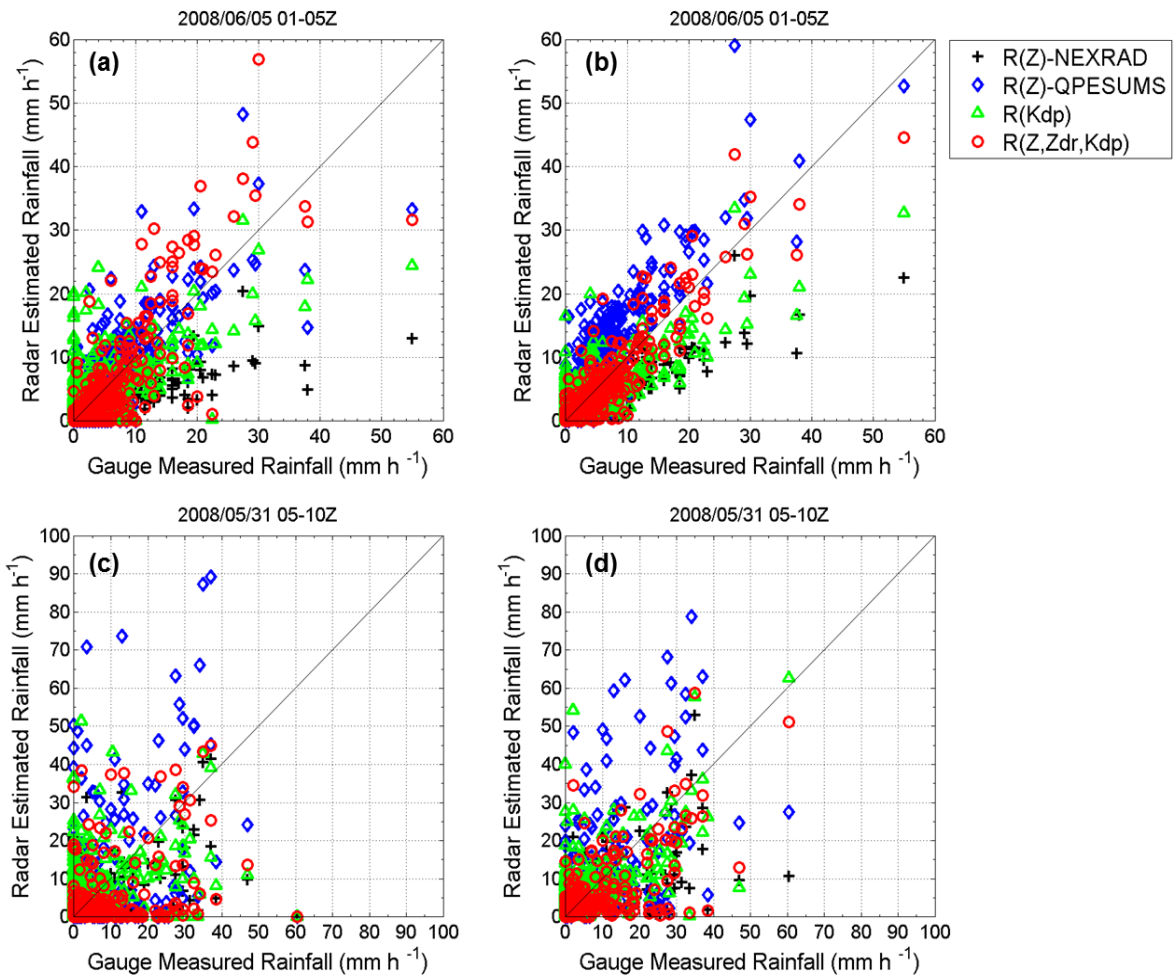 2008/06/05 01-05Z
(a)
Radar Estimated Rainfall (mm h⁻¹)
60
50
40
30
20
10
0
0 10 20 30 40 50 60
Gauge Measured Rainfall (mm h ⁻¹)
2008/06/05 01-05Z
(b)
Radar Estimated Rainfall (mm h⁻¹)
60
50
40
30
20
10
0
0 10 20 30 40 50 60
Gauge Measured Rainfall (mm h ⁻¹)
R(Z)-NEXRAD
R(Z)-QPESUMS
R(Kdp)
R(Z,Zdr,Kdp)
2008/05/31 05-10Z
(c)
Radar Estimated Rainfall (mm h⁻¹)
100
90
80
70
60
50
40
30
20
10
0
0 10 20 30 40 50 60 70 80 90 100
Gauge Measured Rainfall (mm h ⁻¹)
2008/05/31 05-10Z
(d)
Radar Estimated Rainfall (mm h⁻¹)
100
90
80
70
60
50
40
30
20
10
0
0 10 20 30 40 50 60 70 80 90 100
Gauge Measured Rainfall (mm h ⁻¹)